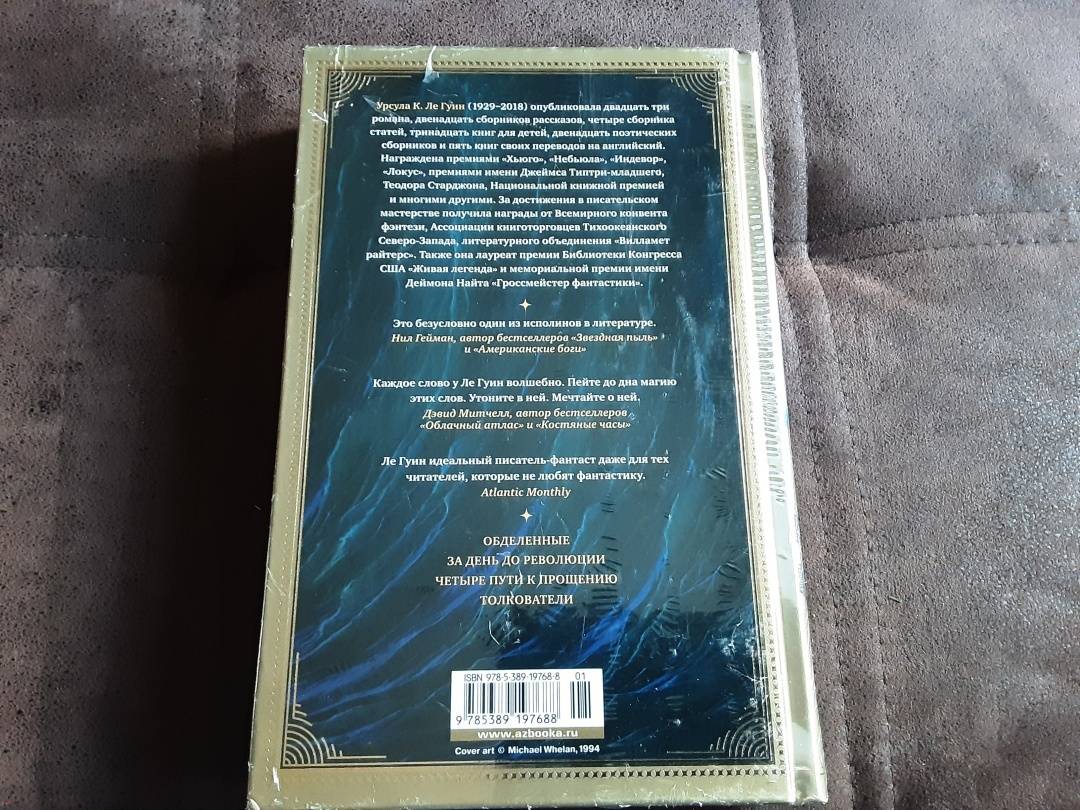 Урсула К. Ле Гуин (1929–2018) опубликовала двадцать три
романа, двенадцать сборников рассказов, четыре сборника
статей, тринадцать книг для детей, двенадцать поэтических
сборников и пять книг своих переводов на английский.
Награждена премиями «Хьюго», «Небьюла», «Индевор»,
«Локус», премиями имени Джеймса Типтри-младшего,
Теодора Старджона, Национальной книжной премией
и многими другими. За достижения в писательском
мастерстве получила награды от Всемирного конвента
фэнтези, Ассоциации книготорговцев Тихоокеанского
Северо-Запада, литературного объединения «Вилламет
райтерс». Также она лауреат премии Библиотеки Конгресса
США «Живая легенда» и мемориальной премии имени
Деймона Найта «Гроссмейстер фантастики».
Это безусловно один из исполинов в литературе.
Нил Гейман, автор бестселлеров «Звездная пыль»
и «Американские боги»
Каждое слово у Ле Гуин волшебно. Пейте до дна магию
этих слов. Утоните в ней. Мечтайте о ней.
Дэвид Митчелл, автор бестселлеров
«Облачный атлас» и «Костяные часы»
Ле Гуин идеальный писатель-фантаст даже для тех
читателей, которые не любят фантастику.
Atlantic Monthly
ОБДЕЛЕННЫЕ
ЗА ДЕНЬ ДО РЕВОЛЮЦИИ
ЧЕТЫРЕ ПУТИ К ПРОЩЕНИЮ
ТОЛКОВАТЕЛИ
ISBN 978-5-389-19768-8 01
9 785389 197688
www.azbooka.ru
Cover art © Michael Whelan, 1994